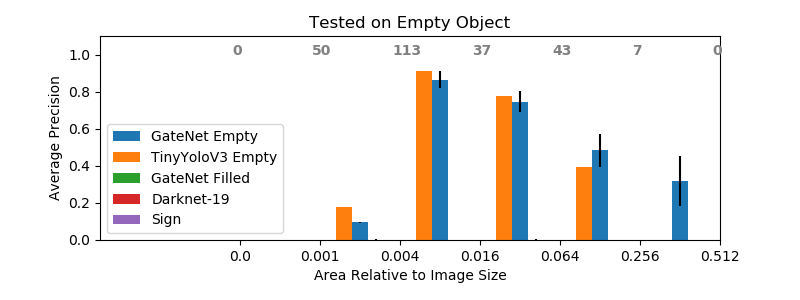 Tested on Empty Object
0 50 113 37 43 7 0
1.0
0.8
0.6
0.4
0.2
0.0
Average Precision
GateNet Empty
TinyYoloV3 Empty
GateNet Filled
Darknet-19
Sign
0.0 0.001 0.004 0.016 0.064 0.256 0.512
Area Relative to Image Size